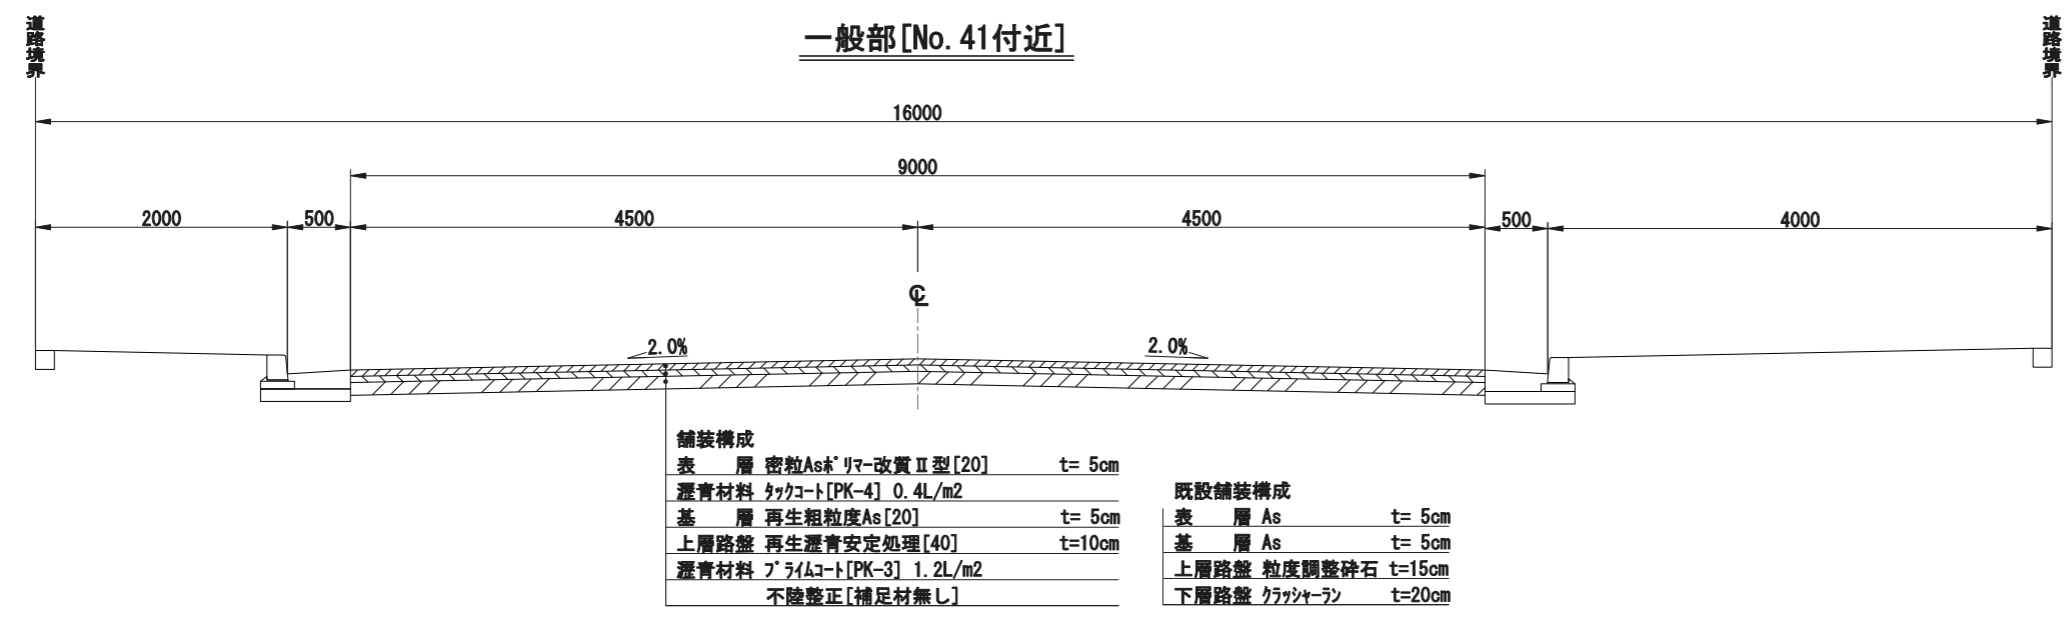 道路境界
道路境界
一般部[No.41付近]
16000
9000
2000
500
4500
4500
500
4000
℄
2.0%
2.0%
舗装構成
表　　層 密粒Asﾎﾟﾘﾏｰ改質Ⅱ型[20] t= 5cm
瀝青材料 ﾀｯｸｺｰﾄ[PK-4] 0.4L/m2
基　　層 再生粗粒度As[20] t= 5cm
上層路盤 再生瀝青安定処理[40] t=10cm
瀝青材料 ﾌﾟﾗｲﾑｺｰﾄ[PK-3] 1.2L/m2
不陸整正[補足材無し]
既設舗装構成
表　　層 As t= 5cm
基　　層 As t= 5cm
上層路盤 粒度調整砕石 t=15cm
下層路盤 ｸﾗｯｼｬｰﾗﾝ t=20cm